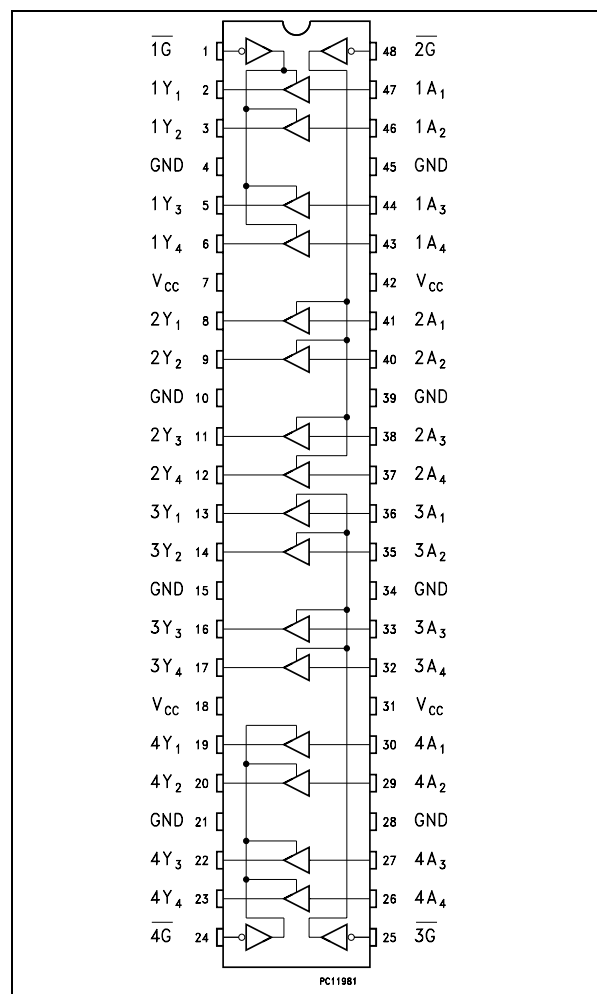 1G 1 48 2G
1Y1 2 47 1A1
1Y2 3 46 1A2
GND 4 45 GND
1Y3 5 44 1A3
1Y4 6 43 1A4
VCC 7 42 VCC
2Y1 8 41 2A1
2Y2 9 40 2A2
GND 10 39 GND
2Y3 11 38 2A3
2Y4 12 37 2A4
3Y1 13 36 3A1
3Y2 14 35 3A2
GND 15 34 GND
3Y3 16 33 3A3
3Y4 17 32 3A4
VCC 18 31 VCC
4Y1 19 30 4A1
4Y2 20 29 4A2
GND 21 28 GND
4Y3 22 27 4A3
4Y4 23 26 4A4
4G 24 25 3G
PC11981